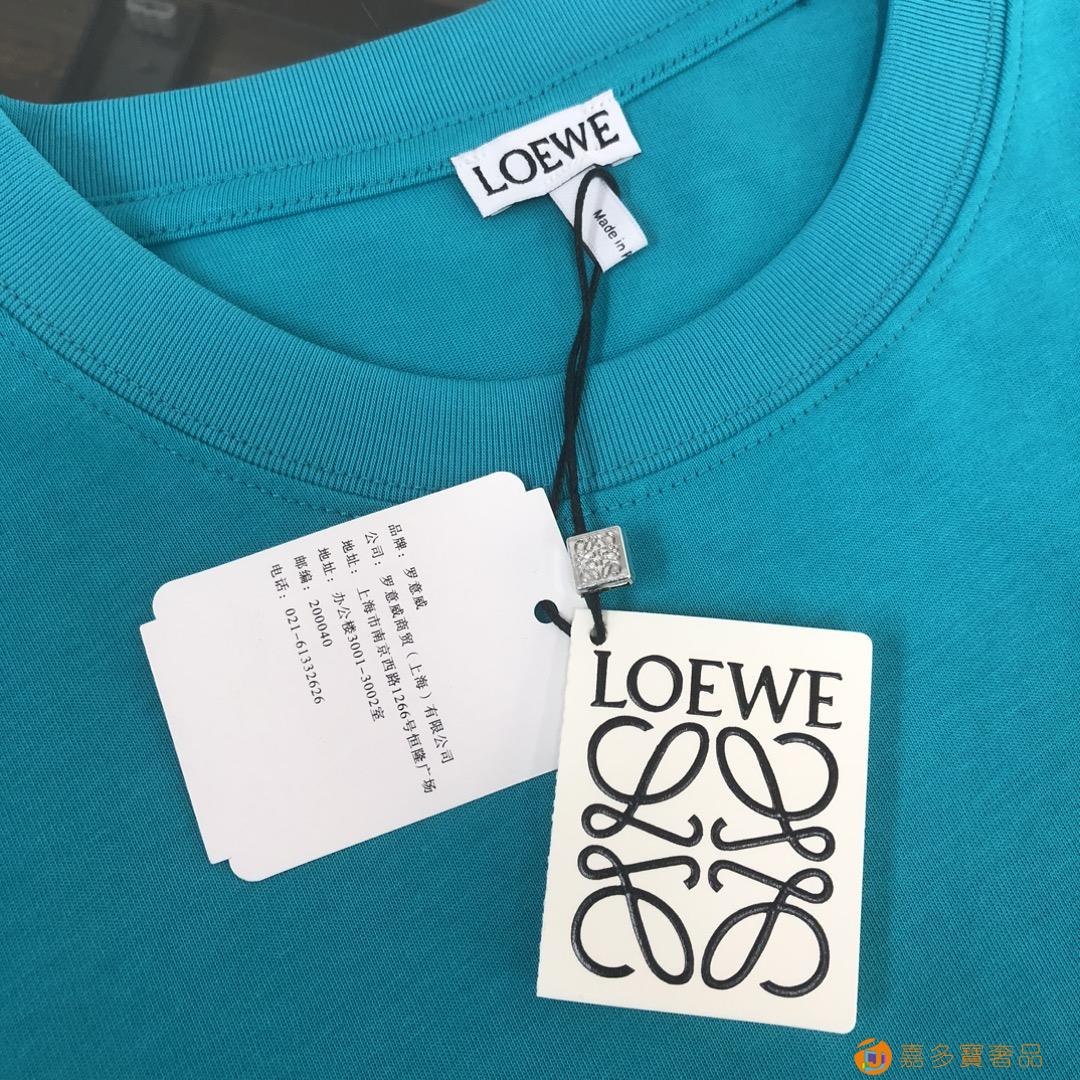 LOEWE
Made in
品牌：罗意威
公司：罗意威商贸（上海）有限公司
地址：上海市南京西路1266号恒隆广场
地址：办公楼3001-3002室
邮编：200040
电话：021-61332626
LOEWE
嘉多寶奢品